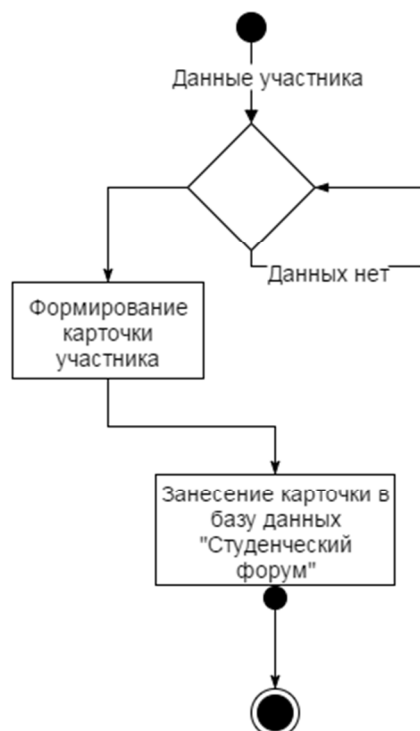 Данные участника
Данных нет
Формирование
карточки
участника
Занесение карточки в
базу данных
"Студенческий
форум"